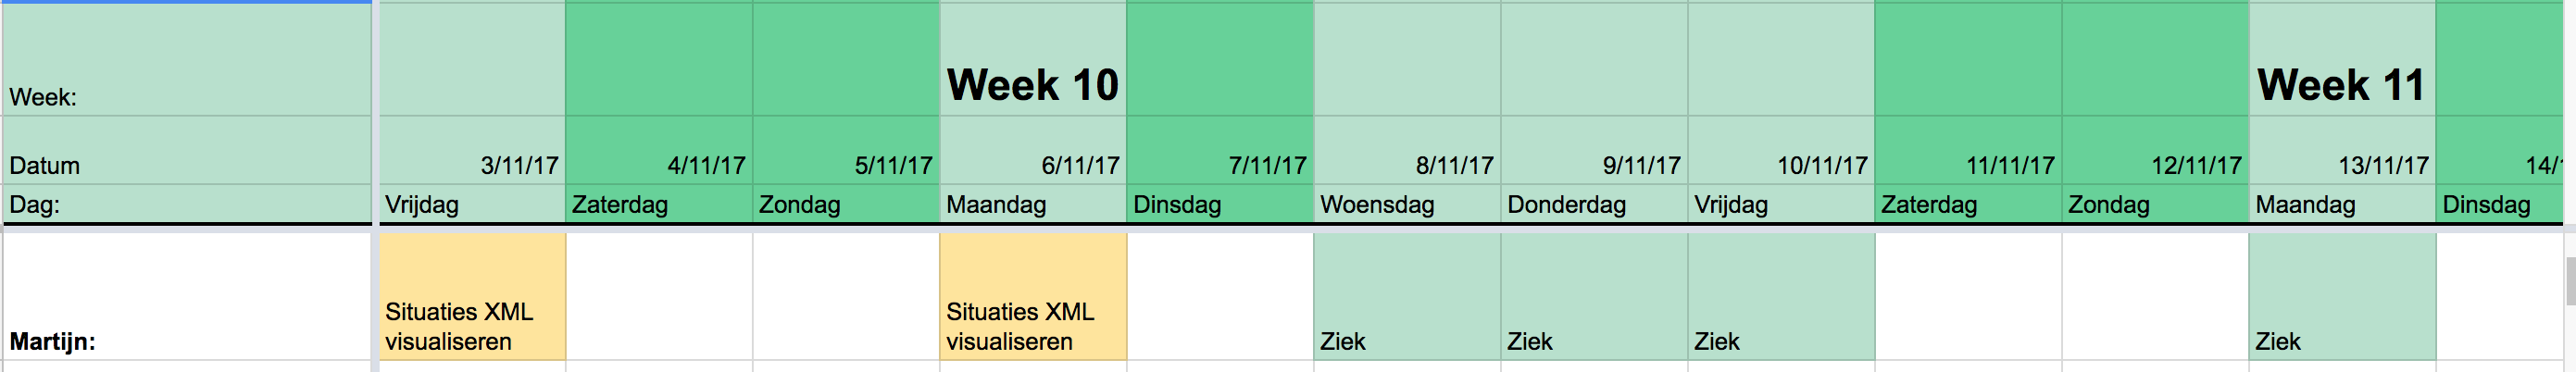 Week: Week 10 Week 11
Datum 3/11/17 4/11/17 5/11/17 6/11/17 7/11/17 8/11/17 9/11/17 10/11/17 11/11/17 12/11/17 13/11/17
Dag: Vrijdag Zaterdag Zondag Maandag Dinsdag Woensdag Donderdag Vrijdag Zaterdag Zondag Maandag Dinsdag
Situaties XML Situaties XML
Martijn: visualiseren visualiseren Ziek Ziek Ziek Ziek